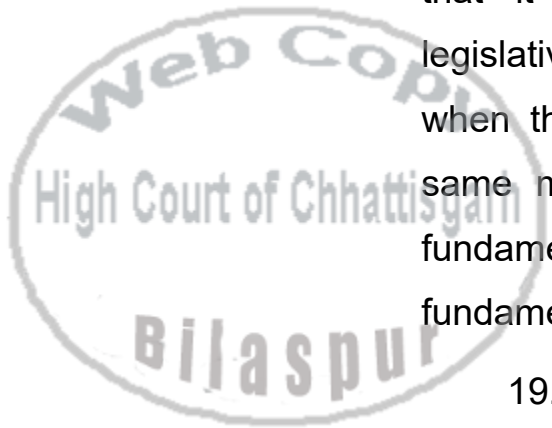 that it
legislativ
when th
same m
fundame
fundame
19.
Web Copy
High Court of Chhattisgarh
Bilaspur